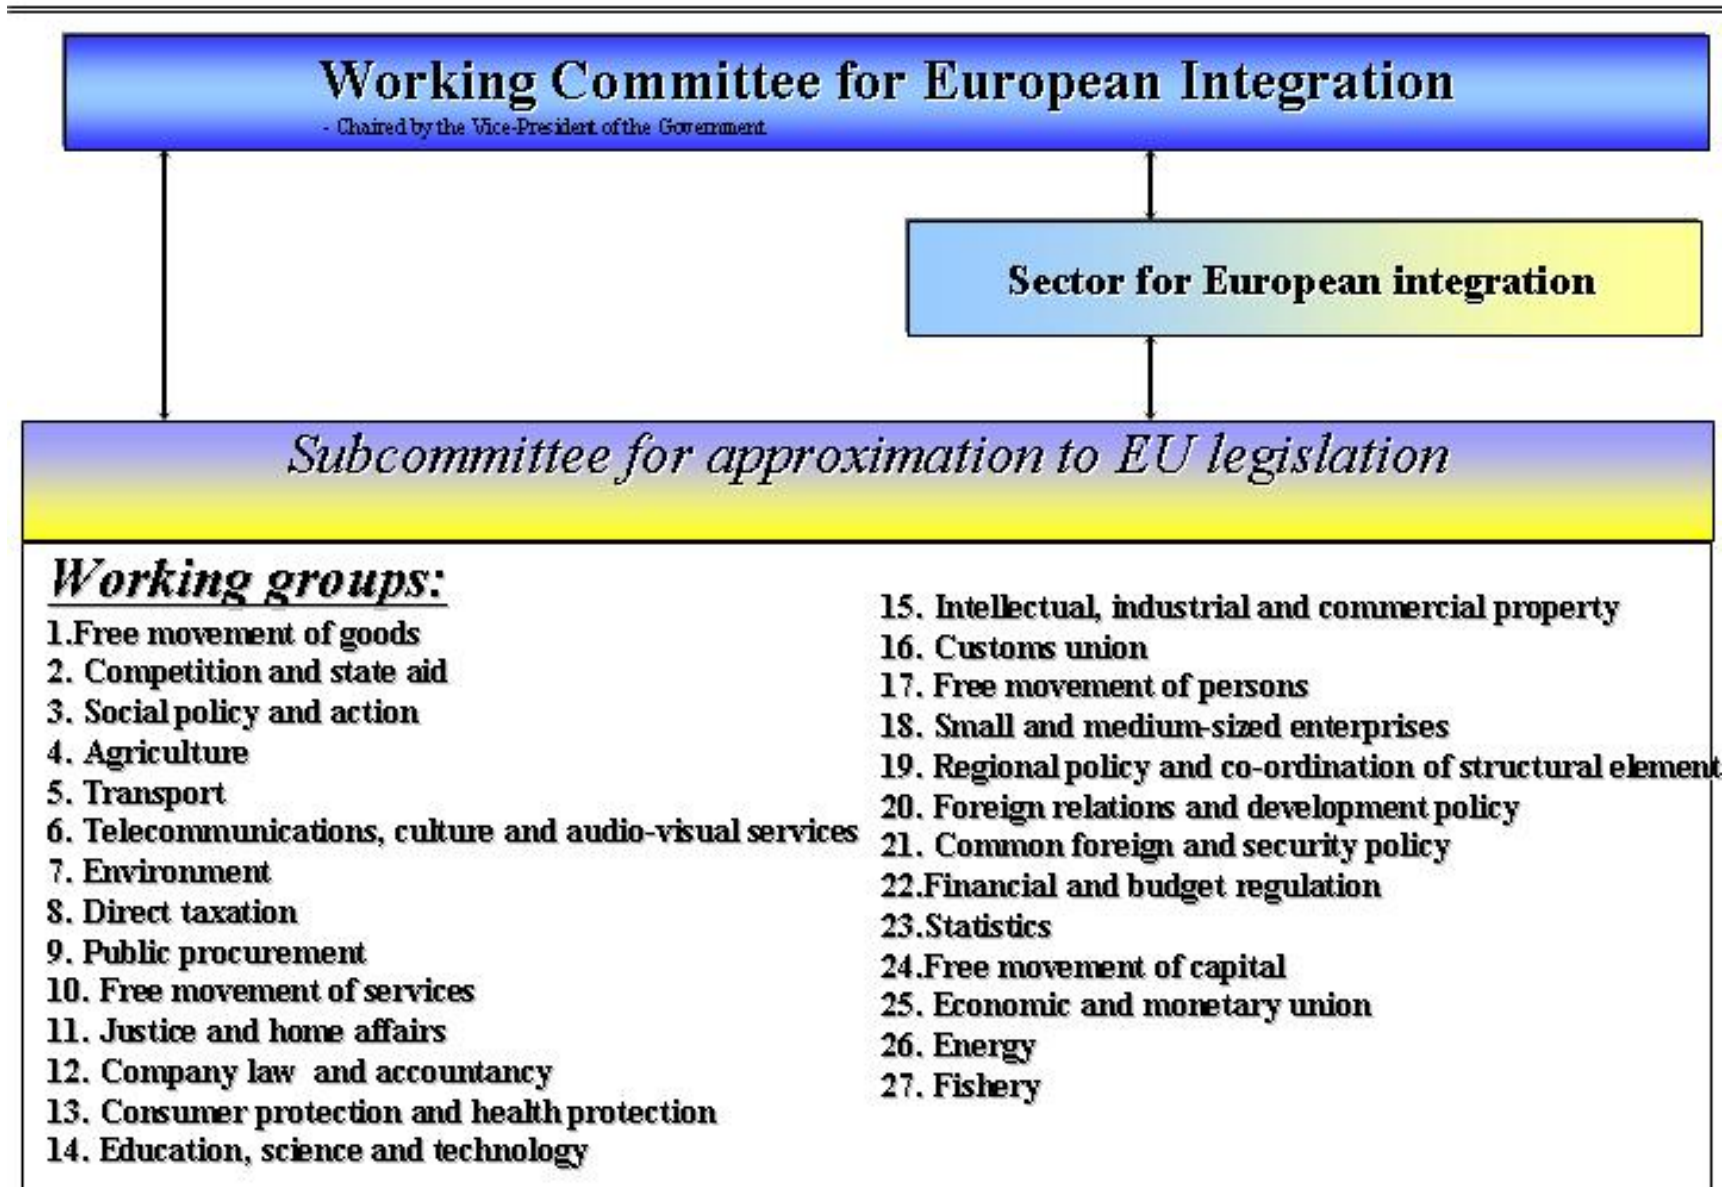 Working Committee for European Integration
- Chaired by the Vice-President of the Government
Sector for European integration
Subcommittee for approximation to EU legislation
Working groups:
1.Free movement of goods
2. Competition and state aid
3. Social policy and action
4. Agriculture
5. Transport
6. Telecommunications, culture and audio-visual services
7. Environment
8. Direct taxation
9. Public procurement
10. Free movement of services
11. Justice and home affairs
12. Company law and accountancy
13. Consumer protection and health protection
14. Education, science and technology
15. Intellectual, industrial and commercial property
16. Customs union
17. Free movement of persons
18. Small and medium-sized enterprises
19. Regional policy and co-ordination of structural element
20. Foreign relations and development policy
21. Common foreign and security policy
22.Financial and budget regulation
23.Statistics
24.Free movement of capital
25. Economic and monetary union
26. Energy
27. Fishery